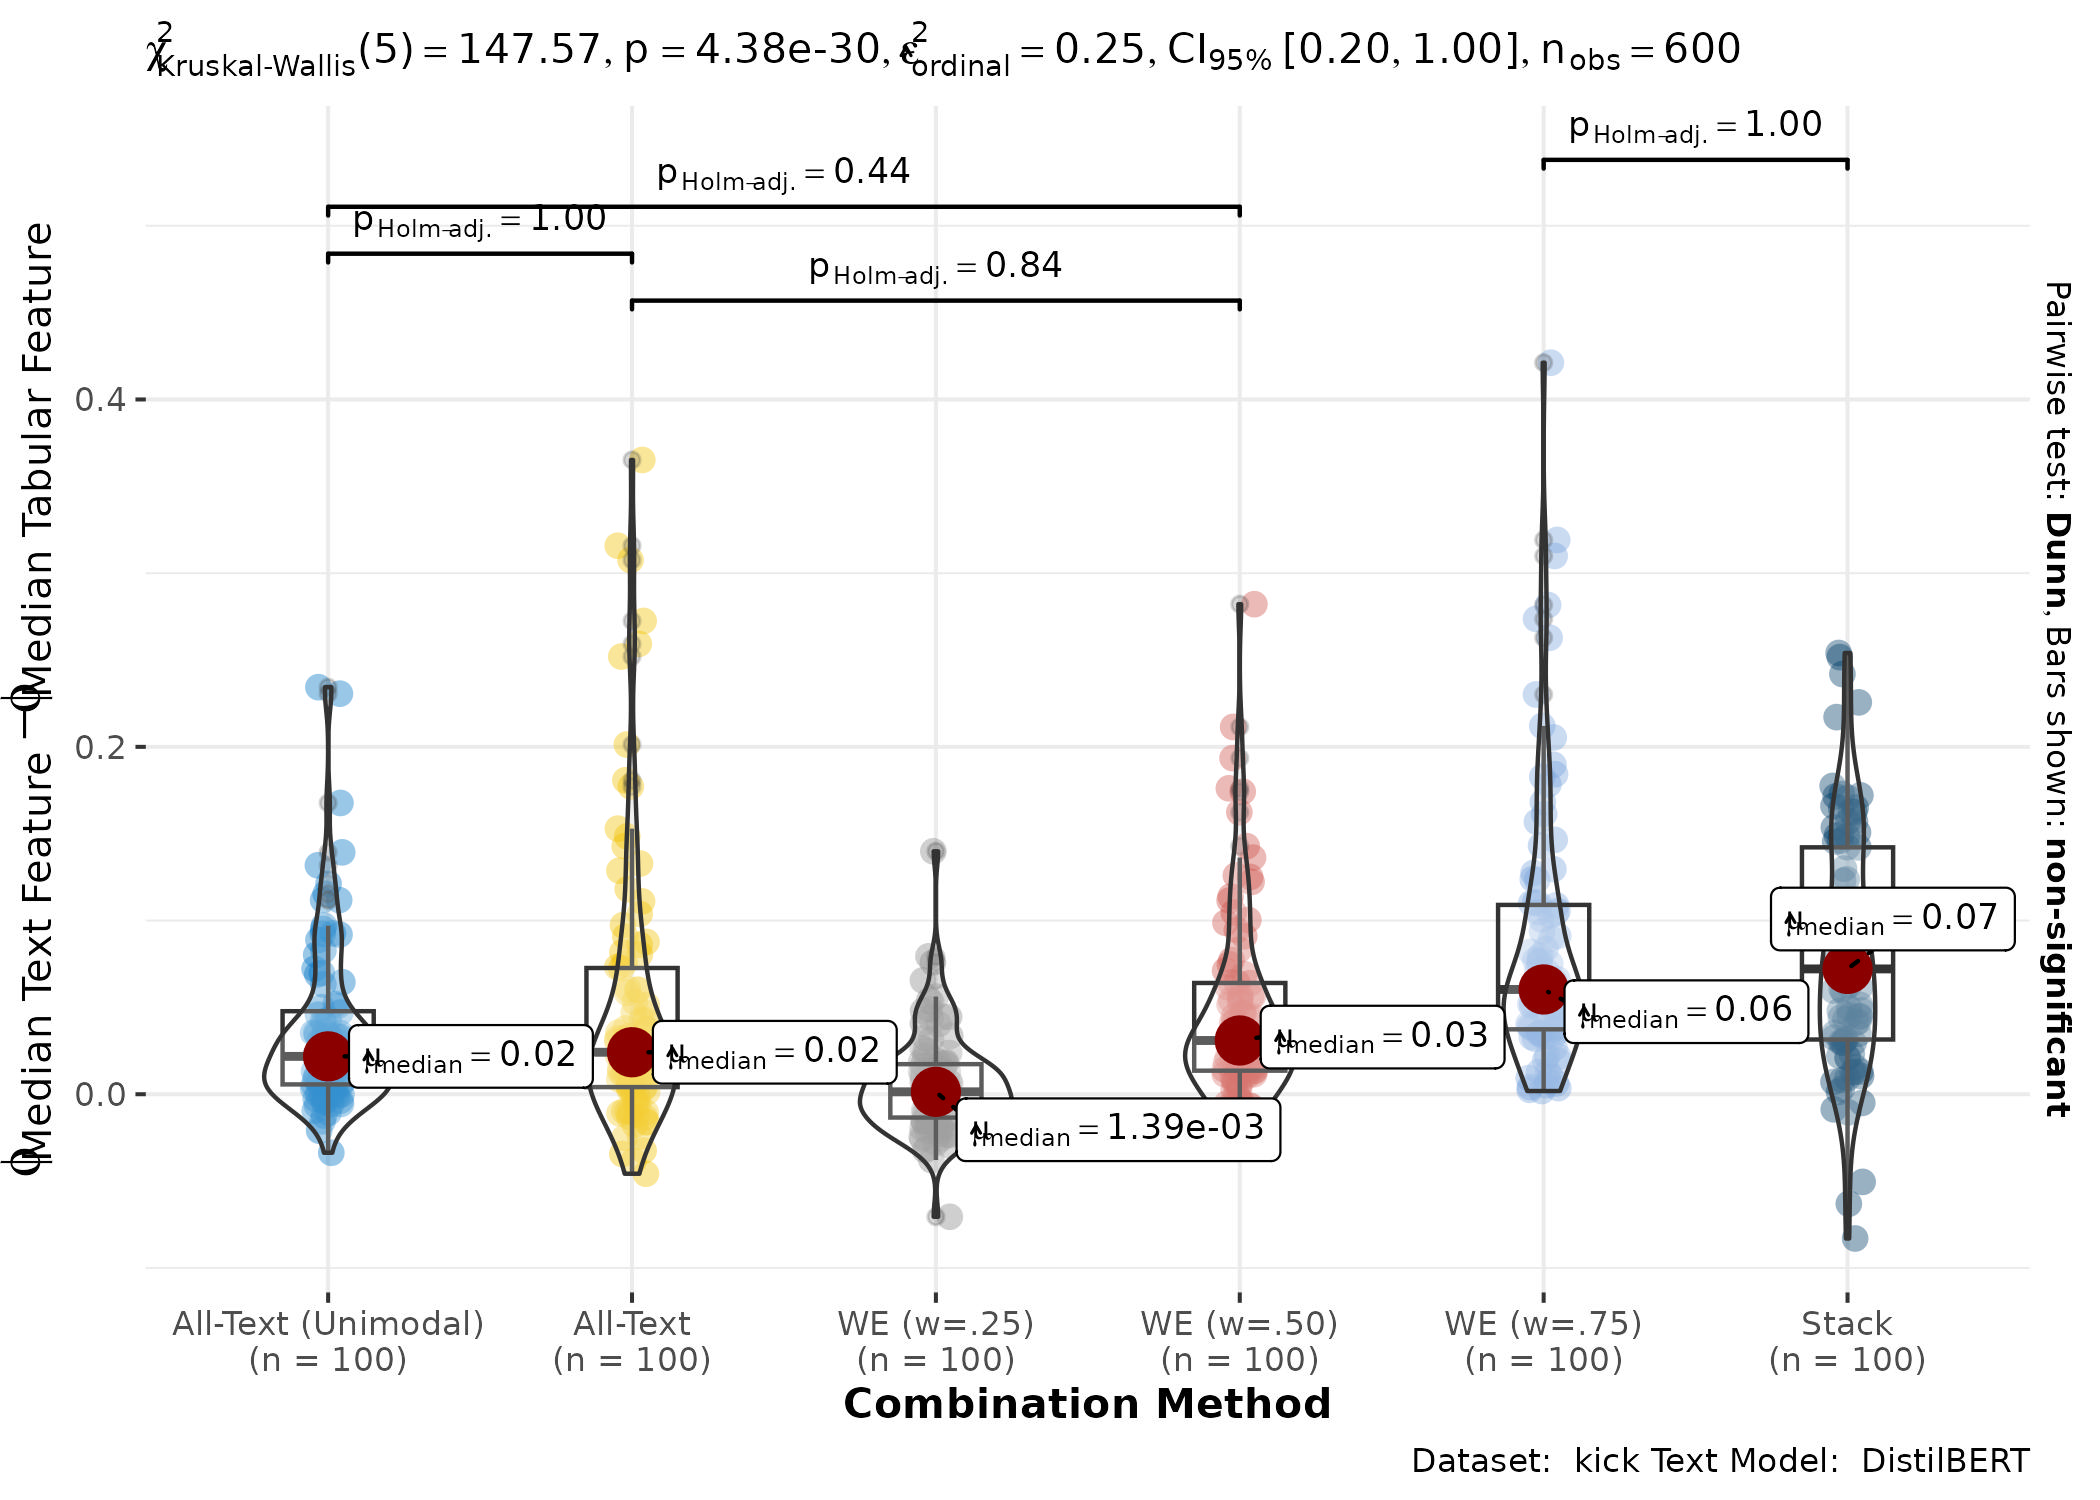 χ²Kruskal-Wallis(5) = 147.57, p = 4.38e-30, ε̂²ordinal = 0.25, CI95% [0.20, 1.00], nobs = 600
pHolm-adj. = 1.00
pHolm-adj. = 0.44
pHolm-adj. = 1.00
pHolm-adj. = 0.84
ϕMedian Text Feature − ϕMedian Tabular Feature
0.4
0.2
0.0
μ̂median = 0.02
μ̂median = 0.02
μ̂median = 1.39e-03
μ̂median = 0.03
μ̂median = 0.06
μ̂median = 0.07
Pairwise test: Dunn, Bars shown: non-significant
All-Text (Unimodal)
(n = 100)
All-Text
(n = 100)
WE (w=.25)
(n = 100)
WE (w=.50)
(n = 100)
WE (w=.75)
(n = 100)
Stack
(n = 100)
Combination Method
Dataset: kick Text Model: DistilBERT